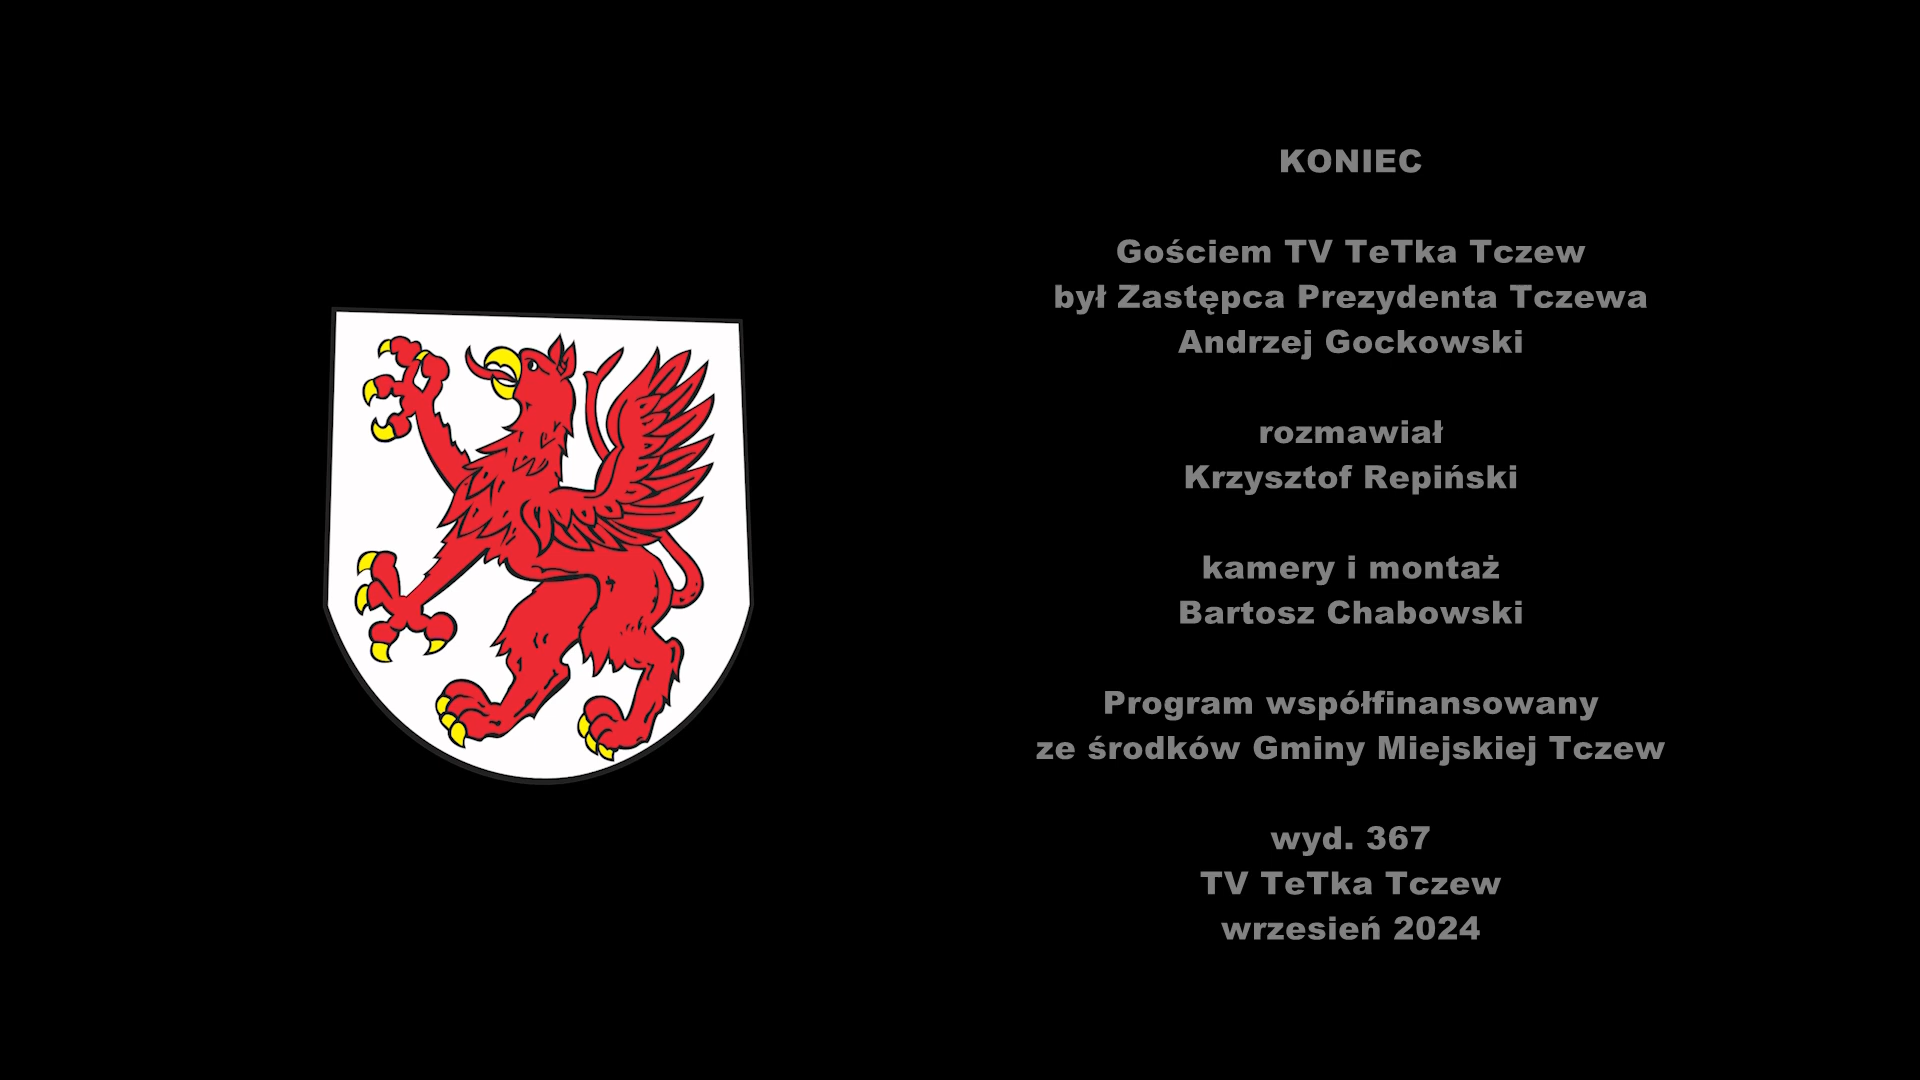 KONIEC
Gościem TV TeTka Tczew
był Zastępca Prezydenta Tczewa
Andrzej Gockowski
rozmawiał
Krzysztof Repiński
kamery i montaż
Bartosz Chabowski
Program współfinansowany
ze środków Gminy Miejskiej Tczew
wyd. 367
TV TeTka Tczew
wrzesień 2024